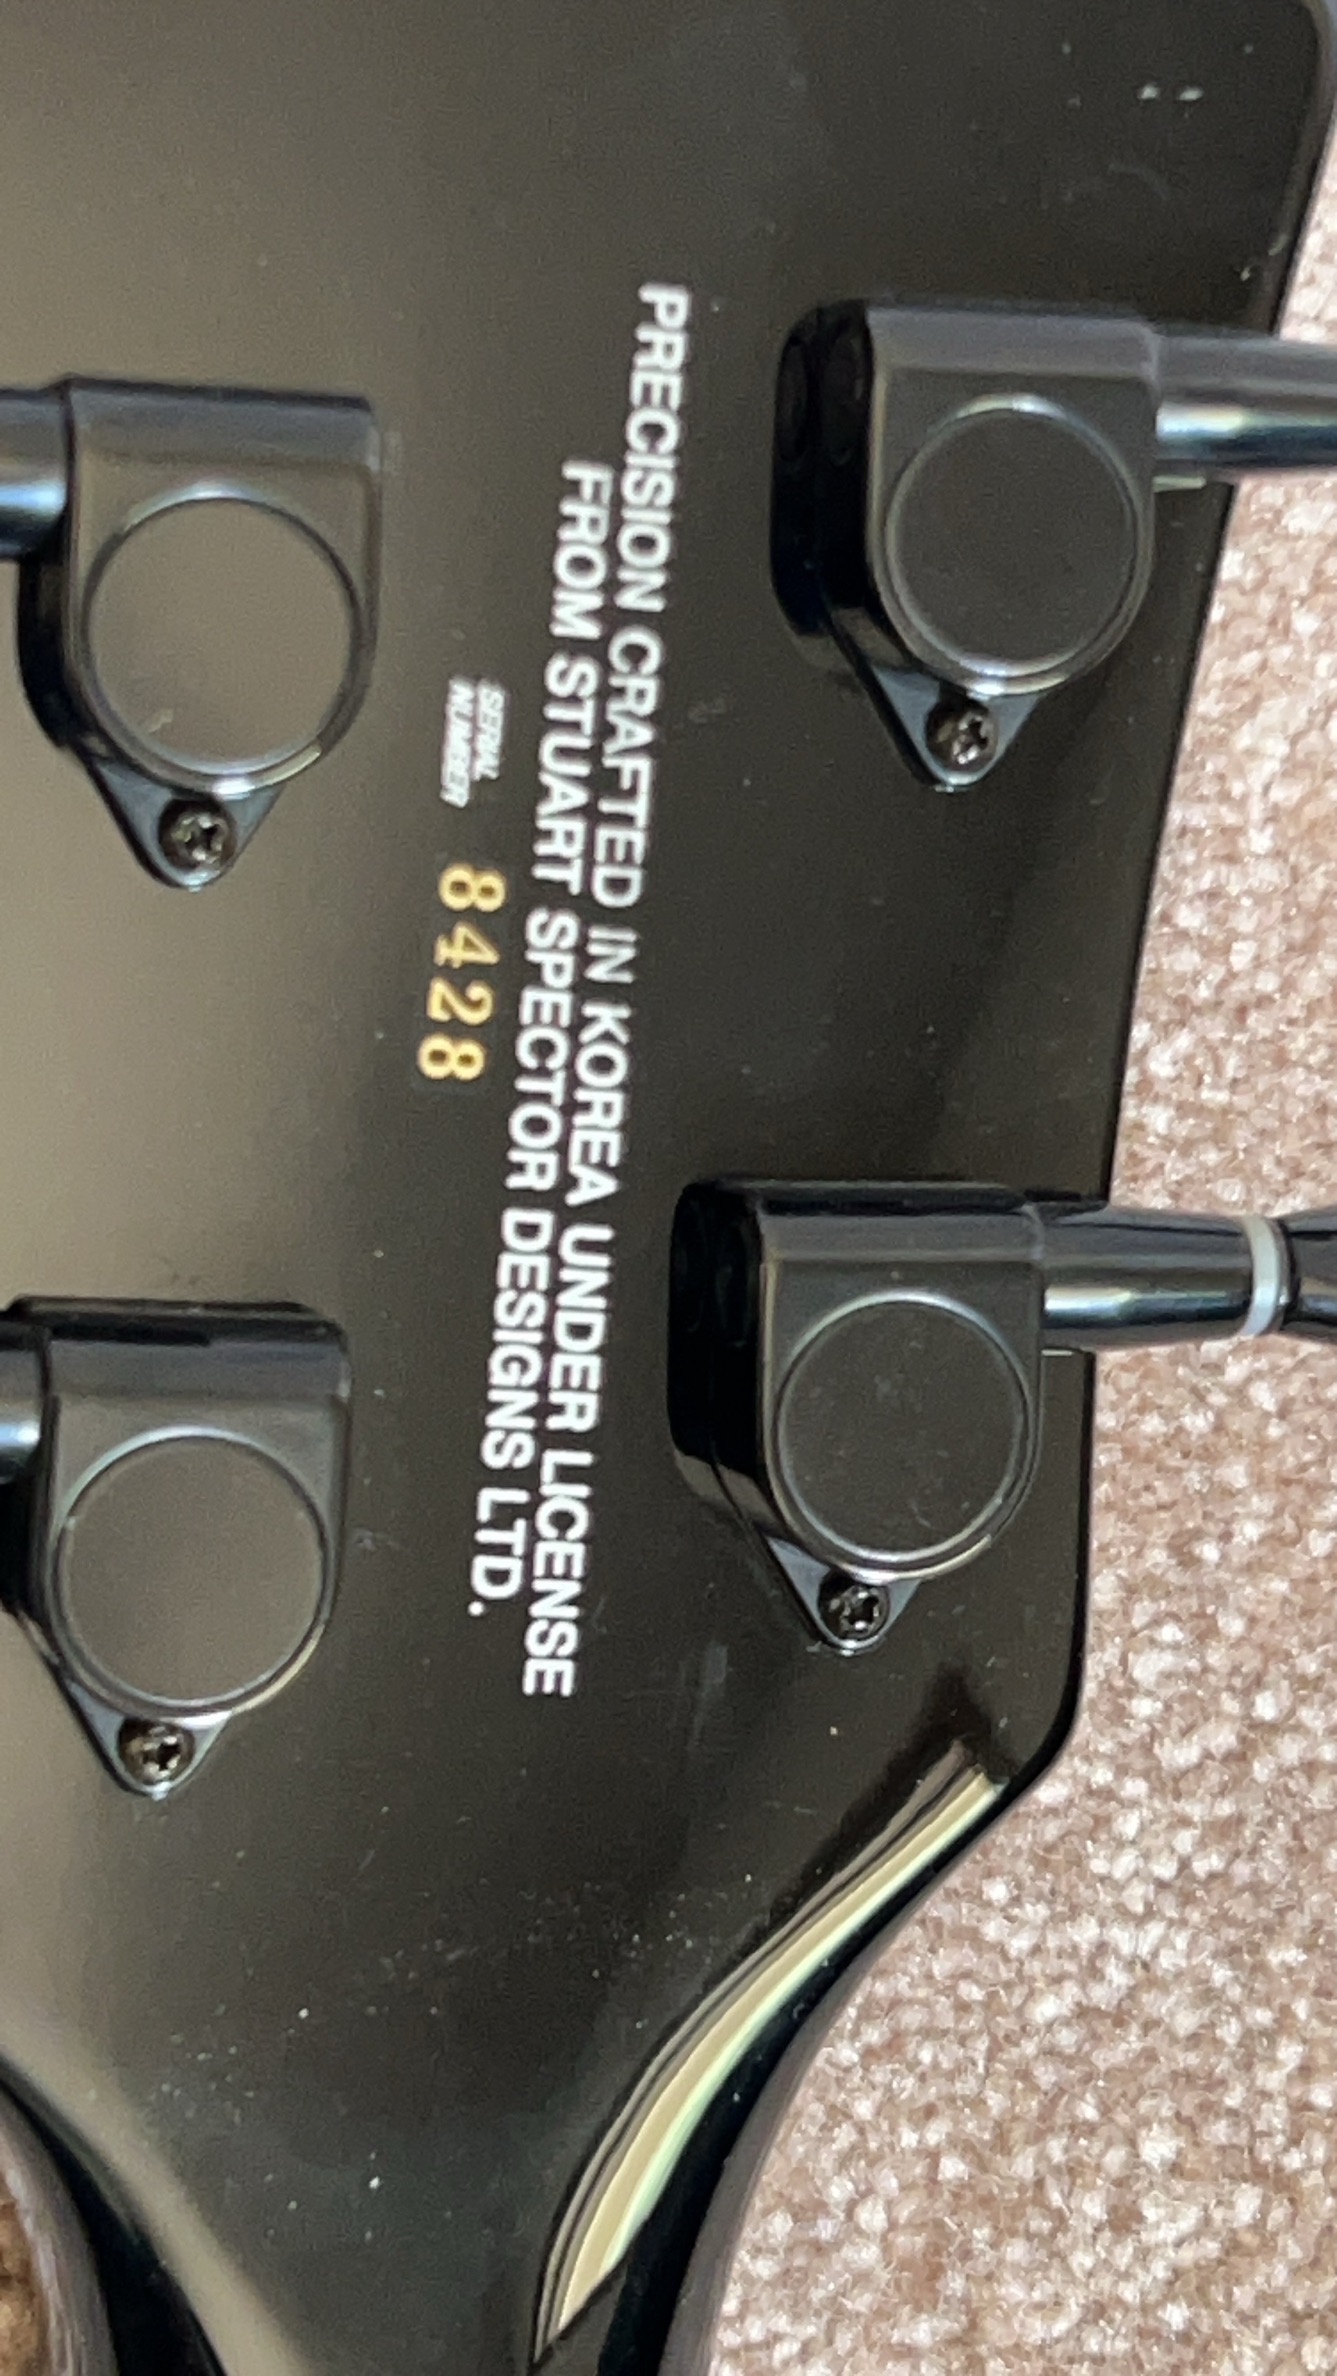 PRECISION CRAFTED IN KOREA UNDER LICENSE
FROM STUART SPECTOR DESIGNS LTD.
SERIAL
NUMBER
8428